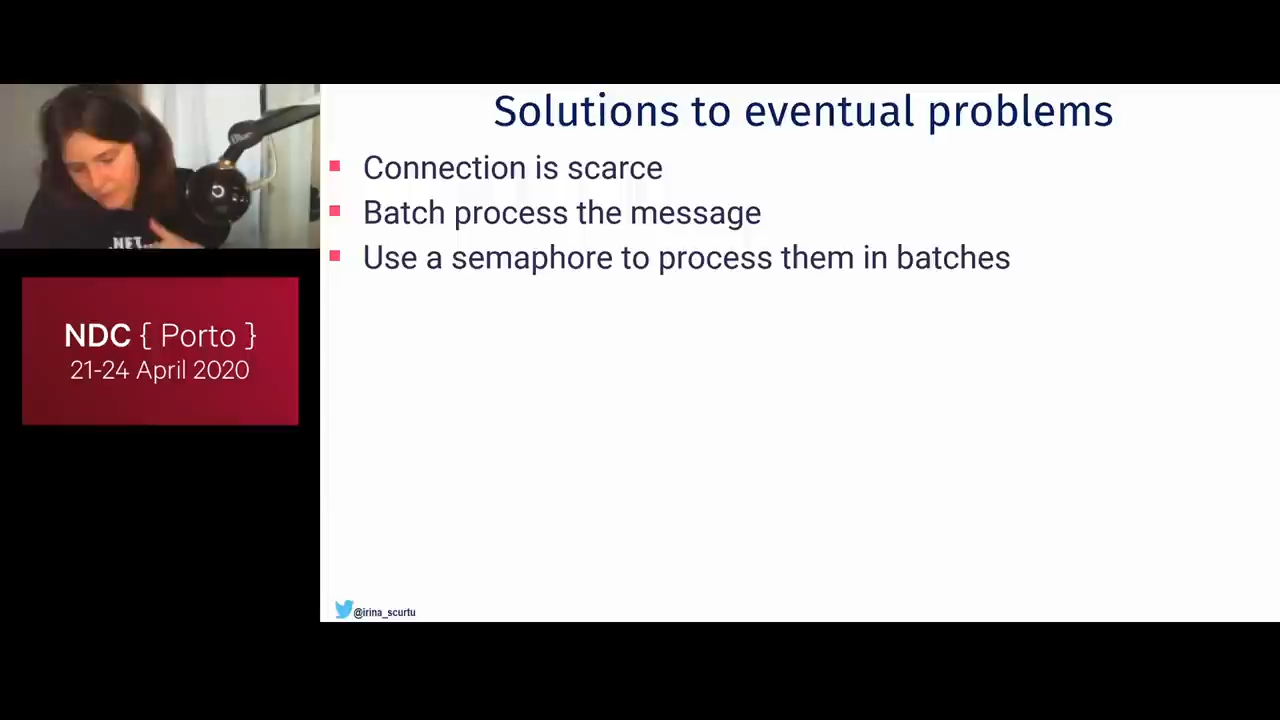 Solutions to eventual problems
Connection is scarce
Batch process the message
Use a semaphore to process them in batches
.NET
NDC { Porto }
21-24 April 2020
@irina_scurtu